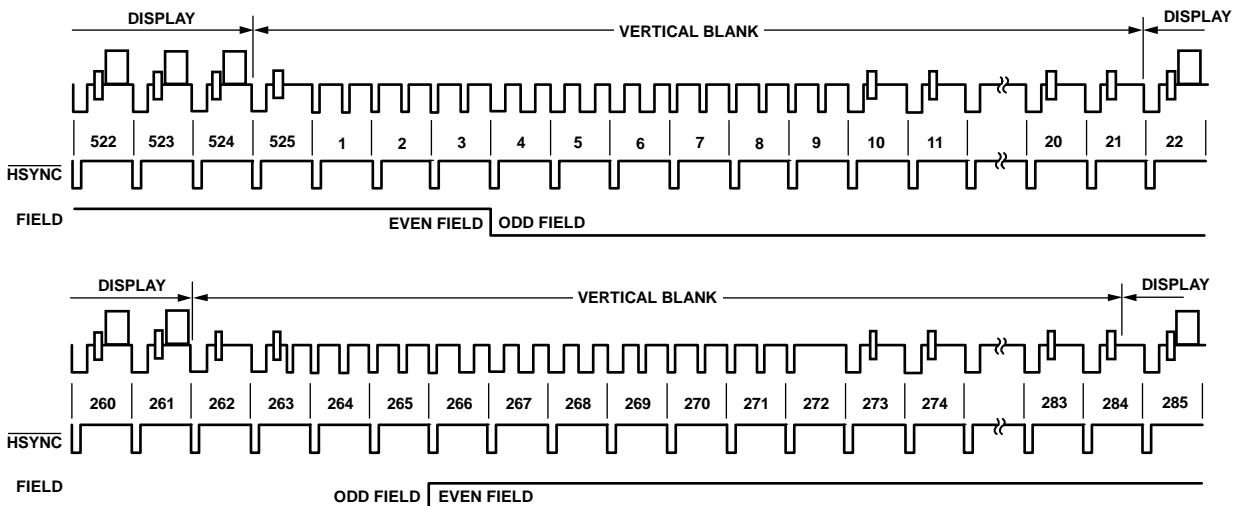 DISPLAY VERTICAL BLANK DISPLAY
522 523 524 525 1 2 3 4 5 6 7 8 9 10 11 20 21 22
HSYNC
FIELD EVEN FIELD ODD FIELD
DISPLAY VERTICAL BLANK DISPLAY
260 261 262 263 264 265 266 267 268 269 270 271 272 273 274 283 284 285
HSYNC
FIELD ODD FIELD EVEN FIELD